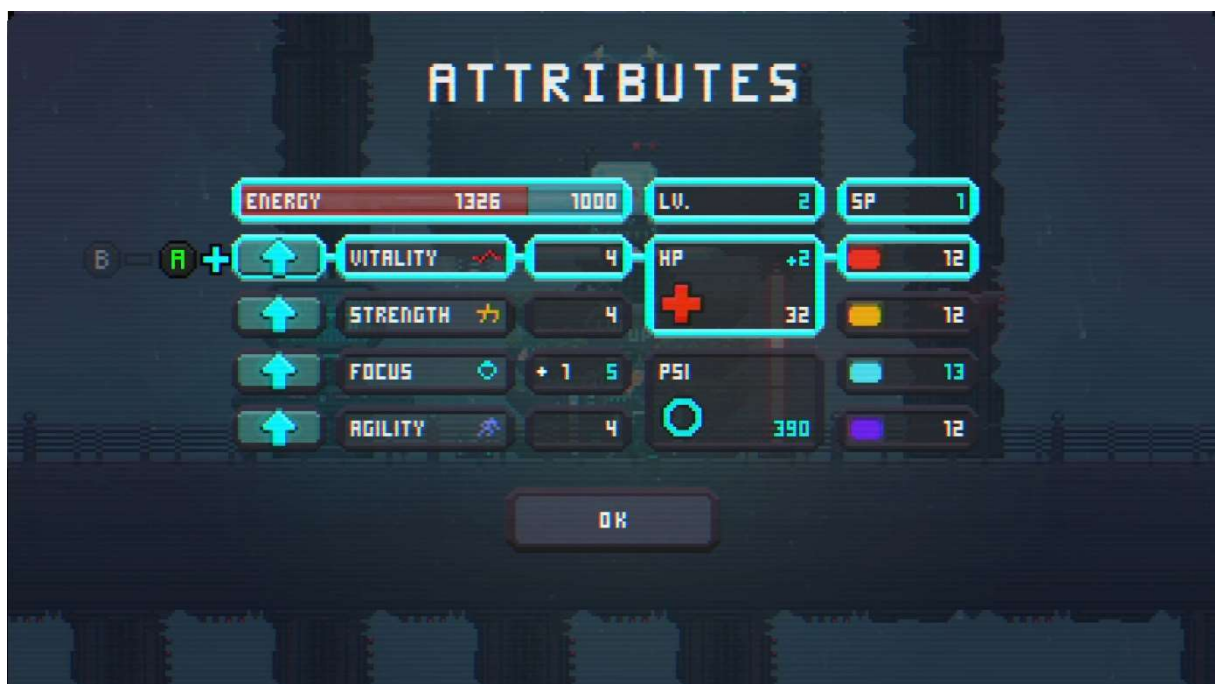 ATTRIBUTES
ENERGY 1326 1000 LV. 2 SP 1
B A VITALITY 4 HP +2 12
STRENGTH 4 32 12
FOCUS + 1 5 PSI 13
AGILITY 4 390 12
OK